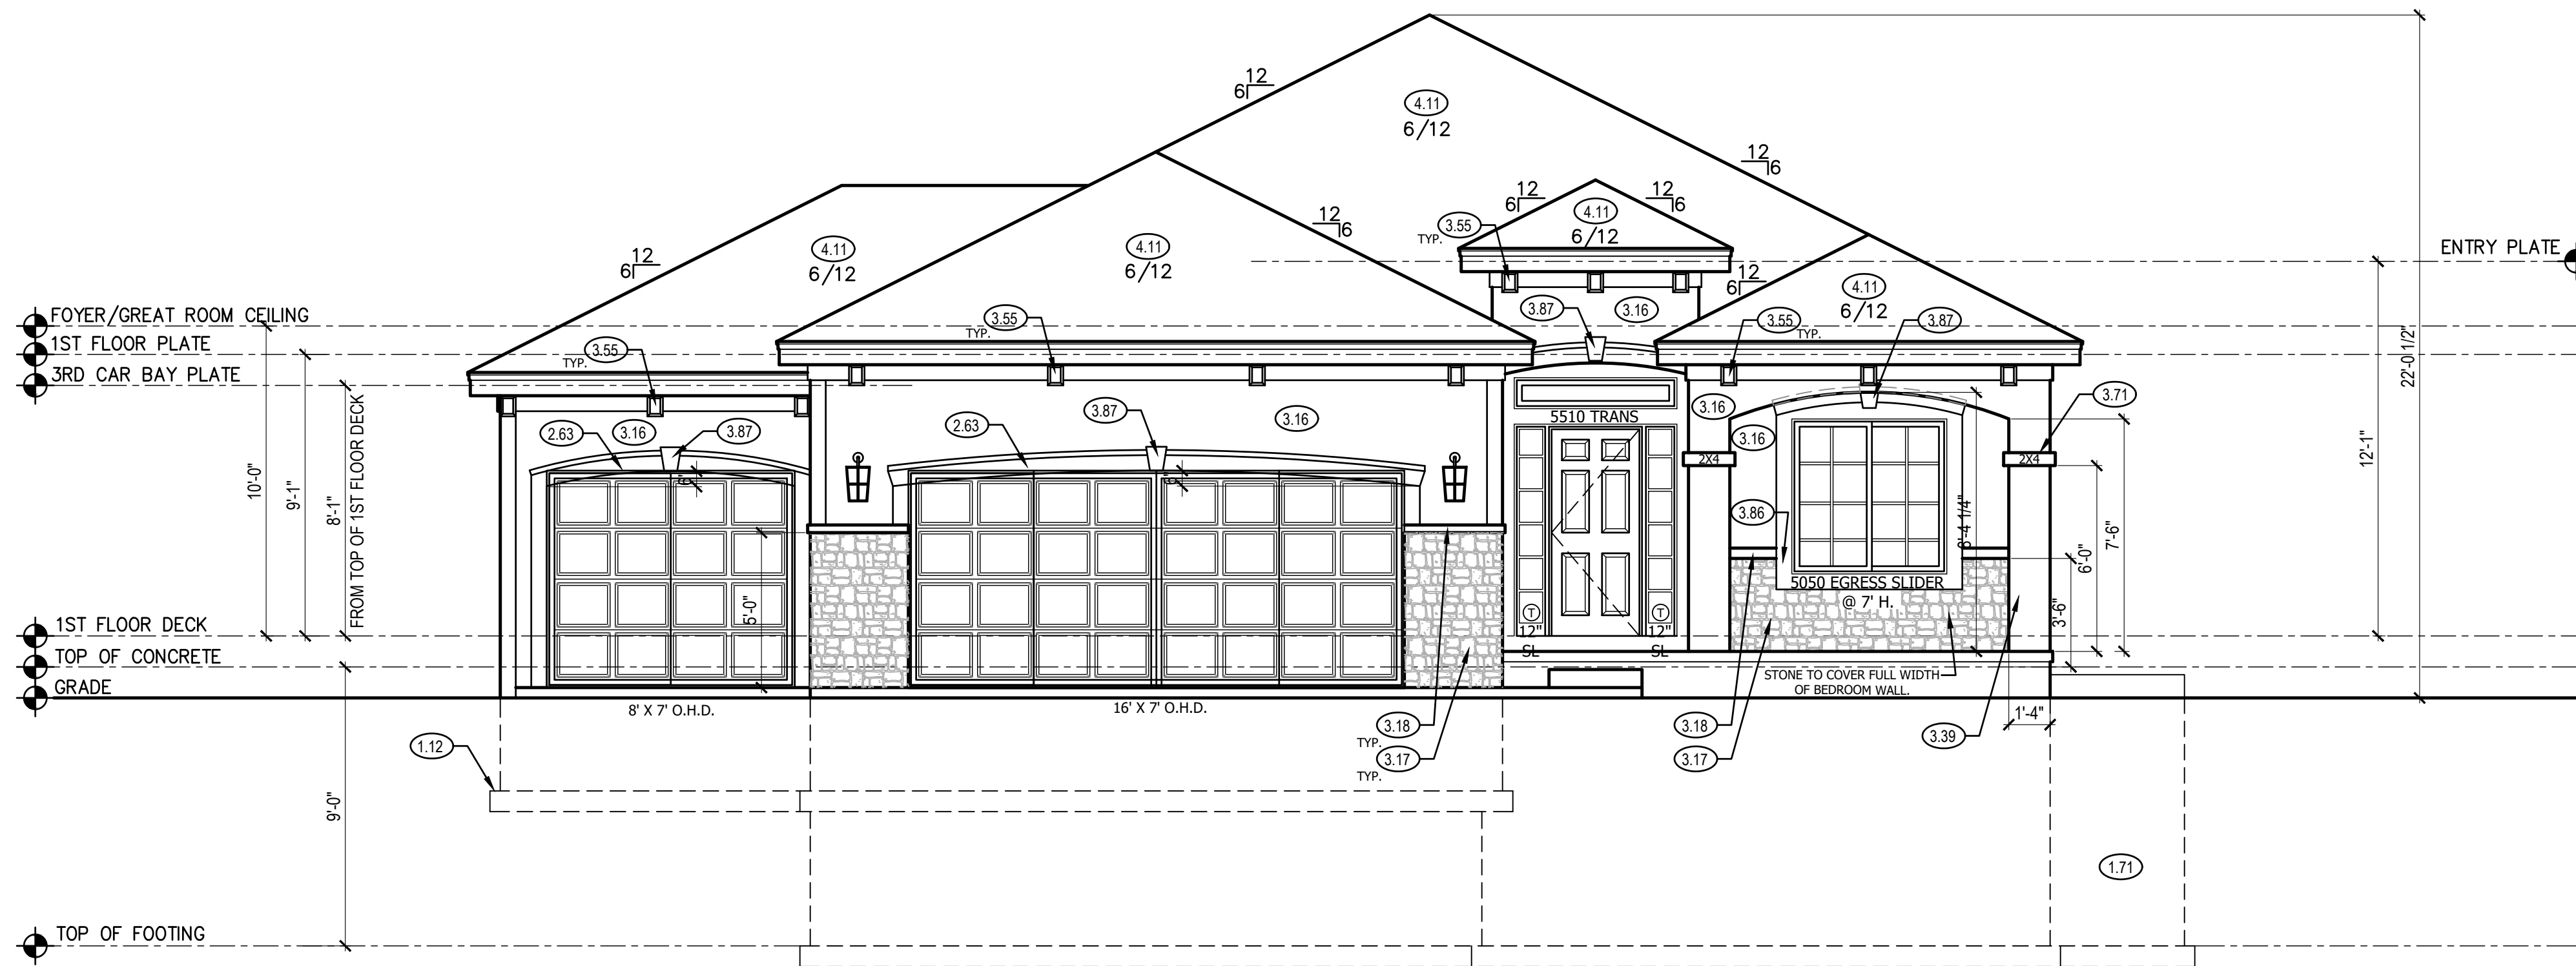 12
6
4.11
6/12
12
6
12
6
12
6
4.11
6/12
12
6
3.55
TYP.
ENTRY PLATE
12
6
4.11
6/12
4.11
6/12
12
6
4.11
6/12
FOYER/GREAT ROOM CEILING
1ST FLOOR PLATE
3RD CAR BAY PLATE
3.55
TYP.
3.55
TYP.
3.87
3.16
3.55
TYP.
3.87
22'-0 1/2"
12'-1"
10'-0"
9'-1"
8'-1"
FROM TOP OF 1ST FLOOR DECK
2.63
3.16
3.87
6"
2.63
3.87
3.16
6"
5510 TRANS
3.16
3.16
3.71
2X4
2X4
3.86
8'-4 1/4"
7'-6"
6'-0"
3'-6"
5'-0"
5050 EGRESS SLIDER
@ 7' H.
T
12"
SL
T
12"
SL
1ST FLOOR DECK
TOP OF CONCRETE
GRADE
STONE TO COVER FULL WIDTH
OF BEDROOM WALL.
8' X 7' O.H.D.
16' X 7' O.H.D.
3.18
TYP.
3.17
TYP.
3.18
3.17
3.39
1'-4"
1.12
9'-0"
1.71
TOP OF FOOTING